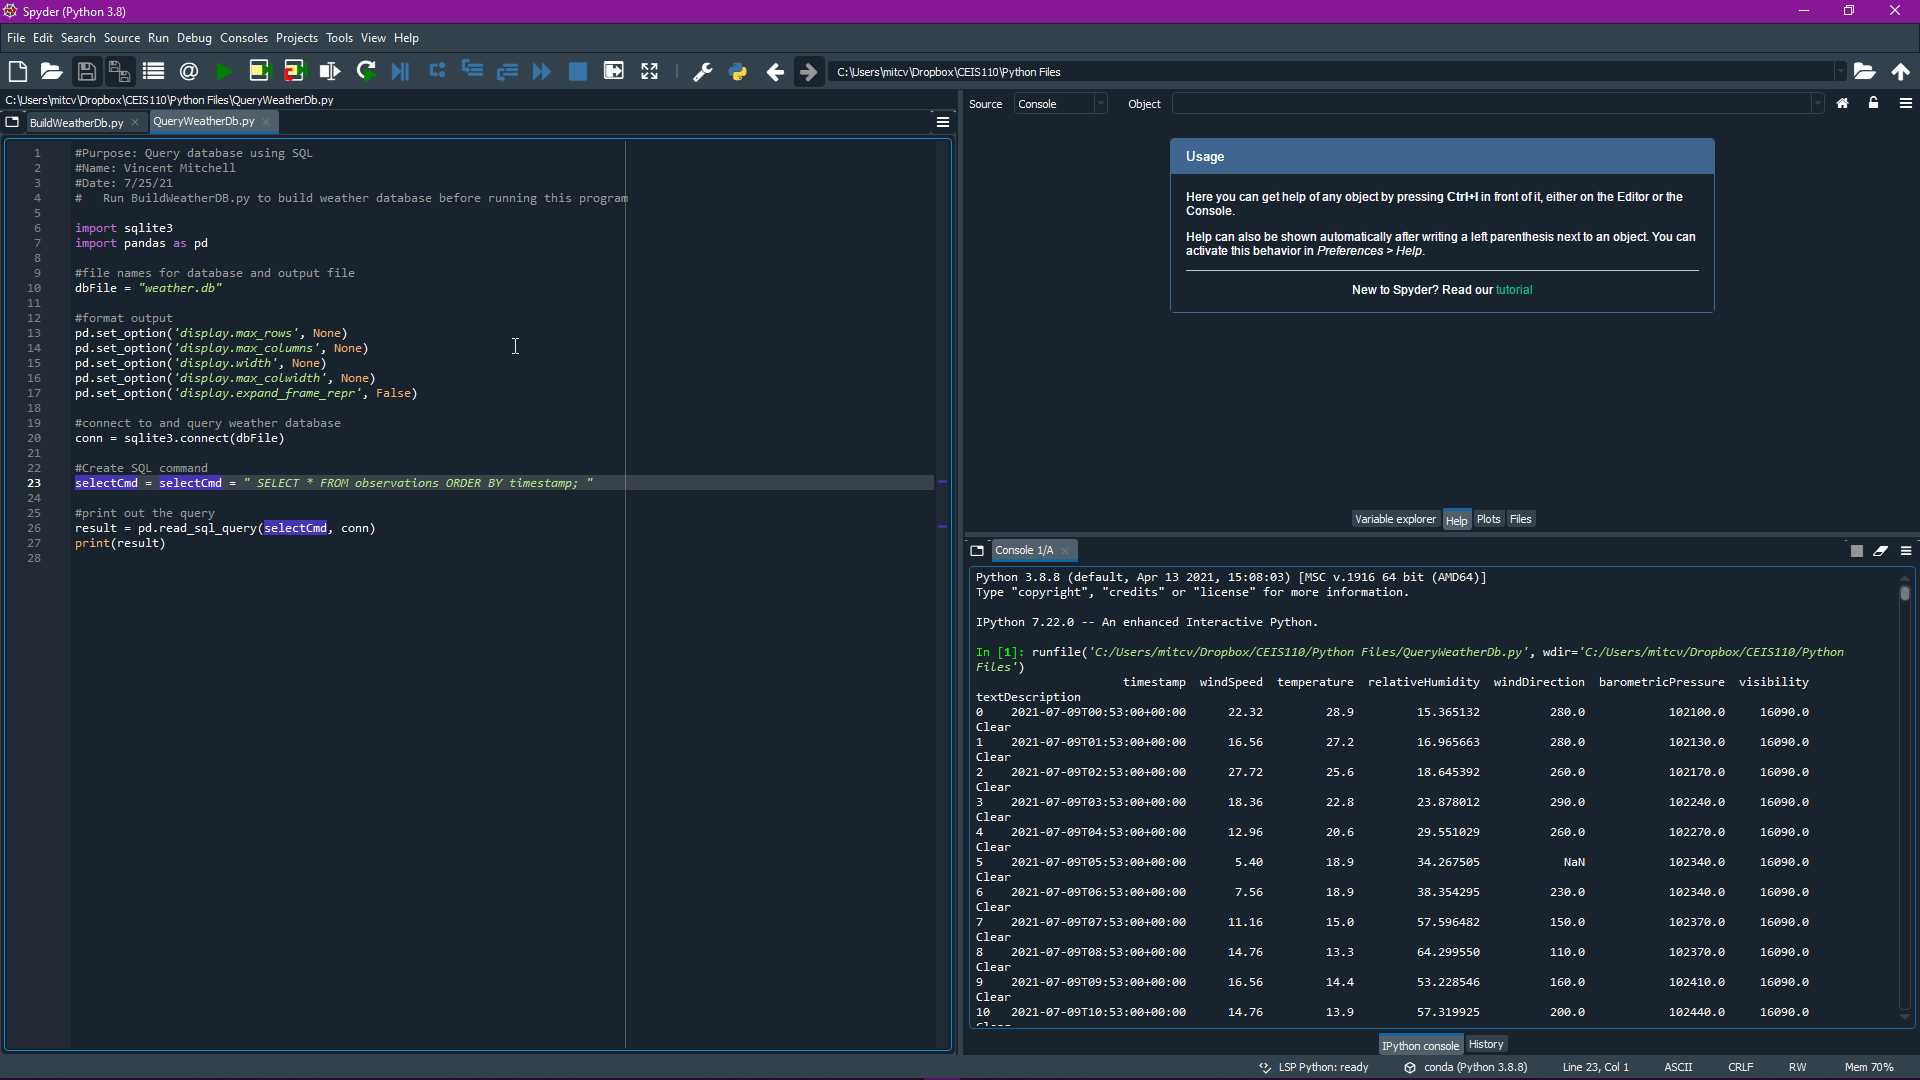 Spyder (Python 3.8)
File Edit Search Source Run Debug Consoles Projects Tools View Help
C:\Users\mitcv\Dropbox\CEIS110\Python Files
C:\Users\mitcv\Dropbox\CEIS110\Python Files\QueryWeatherDb.py
BuildWeatherDb.py QueryWeatherDb.py
1 #Purpose: Query database using SQL
2 #Name: Vincent Mitchell
3 #Date: 7/25/21
4 #   Run BuildWeatherDB.py to build weather database before running this program
5
6 import sqlite3
7 import pandas as pd
8
9 #file names for database and output file
10 dbFile = "weather.db"
11
12 #format output
13 pd.set_option('display.max_rows', None)
14 pd.set_option('display.max_columns', None)
15 pd.set_option('display.width', None)
16 pd.set_option('display.max_colwidth', None)
17 pd.set_option('display.expand_frame_repr', False)
18
19 #connect to and query weather database
20 conn = sqlite3.connect(dbFile)
21
22 #Create SQL command
23 selectCmd = selectCmd = " SELECT * FROM observations ORDER BY timestamp; "
24
25 #print out the query
26 result = pd.read_sql_query(selectCmd, conn)
27 print(result)
28
Source Console Object
Usage
Here you can get help of any object by pressing Ctrl+I in front of it, either on the Editor or the
Console.
Help can also be shown automatically after writing a left parenthesis next to an object. You can
activate this behavior in Preferences > Help.
New to Spyder? Read our tutorial
Variable explorer Help Plots Files
Console 1/A
Python 3.8.8 (default, Apr 13 2021, 15:08:03) [MSC v.1916 64 bit (AMD64)]
Type "copyright", "credits" or "license" for more information.
IPython 7.22.0 -- An enhanced Interactive Python.
In [1]: runfile('C:/Users/mitcv/Dropbox/CEIS110/Python Files/QueryWeatherDb.py', wdir='C:/Users/mitcv/Dropbox/CEIS110/Python
Files')
timestamp windSpeed temperature relativeHumidity windDirection barometricPressure visibility
textDescription
0 2021-07-09T00:53:00+00:00 22.32 28.9 15.365132 280.0 102100.0 16090.0
Clear
1 2021-07-09T01:53:00+00:00 16.56 27.2 16.965663 280.0 102130.0 16090.0
Clear
2 2021-07-09T02:53:00+00:00 27.72 25.6 18.645392 260.0 102170.0 16090.0
Clear
3 2021-07-09T03:53:00+00:00 18.36 22.8 23.878012 290.0 102240.0 16090.0
Clear
4 2021-07-09T04:53:00+00:00 12.96 20.6 29.551029 260.0 102270.0 16090.0
Clear
5 2021-07-09T05:53:00+00:00 5.40 18.9 34.267505 NaN 102340.0 16090.0
Clear
6 2021-07-09T06:53:00+00:00 7.56 18.9 38.354295 230.0 102340.0 16090.0
Clear
7 2021-07-09T07:53:00+00:00 11.16 15.0 57.596482 150.0 102370.0 16090.0
Clear
8 2021-07-09T08:53:00+00:00 14.76 13.3 64.299550 110.0 102370.0 16090.0
Clear
9 2021-07-09T09:53:00+00:00 16.56 14.4 53.228546 160.0 102410.0 16090.0
Clear
10 2021-07-09T10:53:00+00:00 14.76 13.9 57.319925 200.0 102440.0 16090.0
IPython console History
LSP Python: ready conda (Python 3.8.8) Line 23, Col 1 ASCII CRLF RW Mem 70%